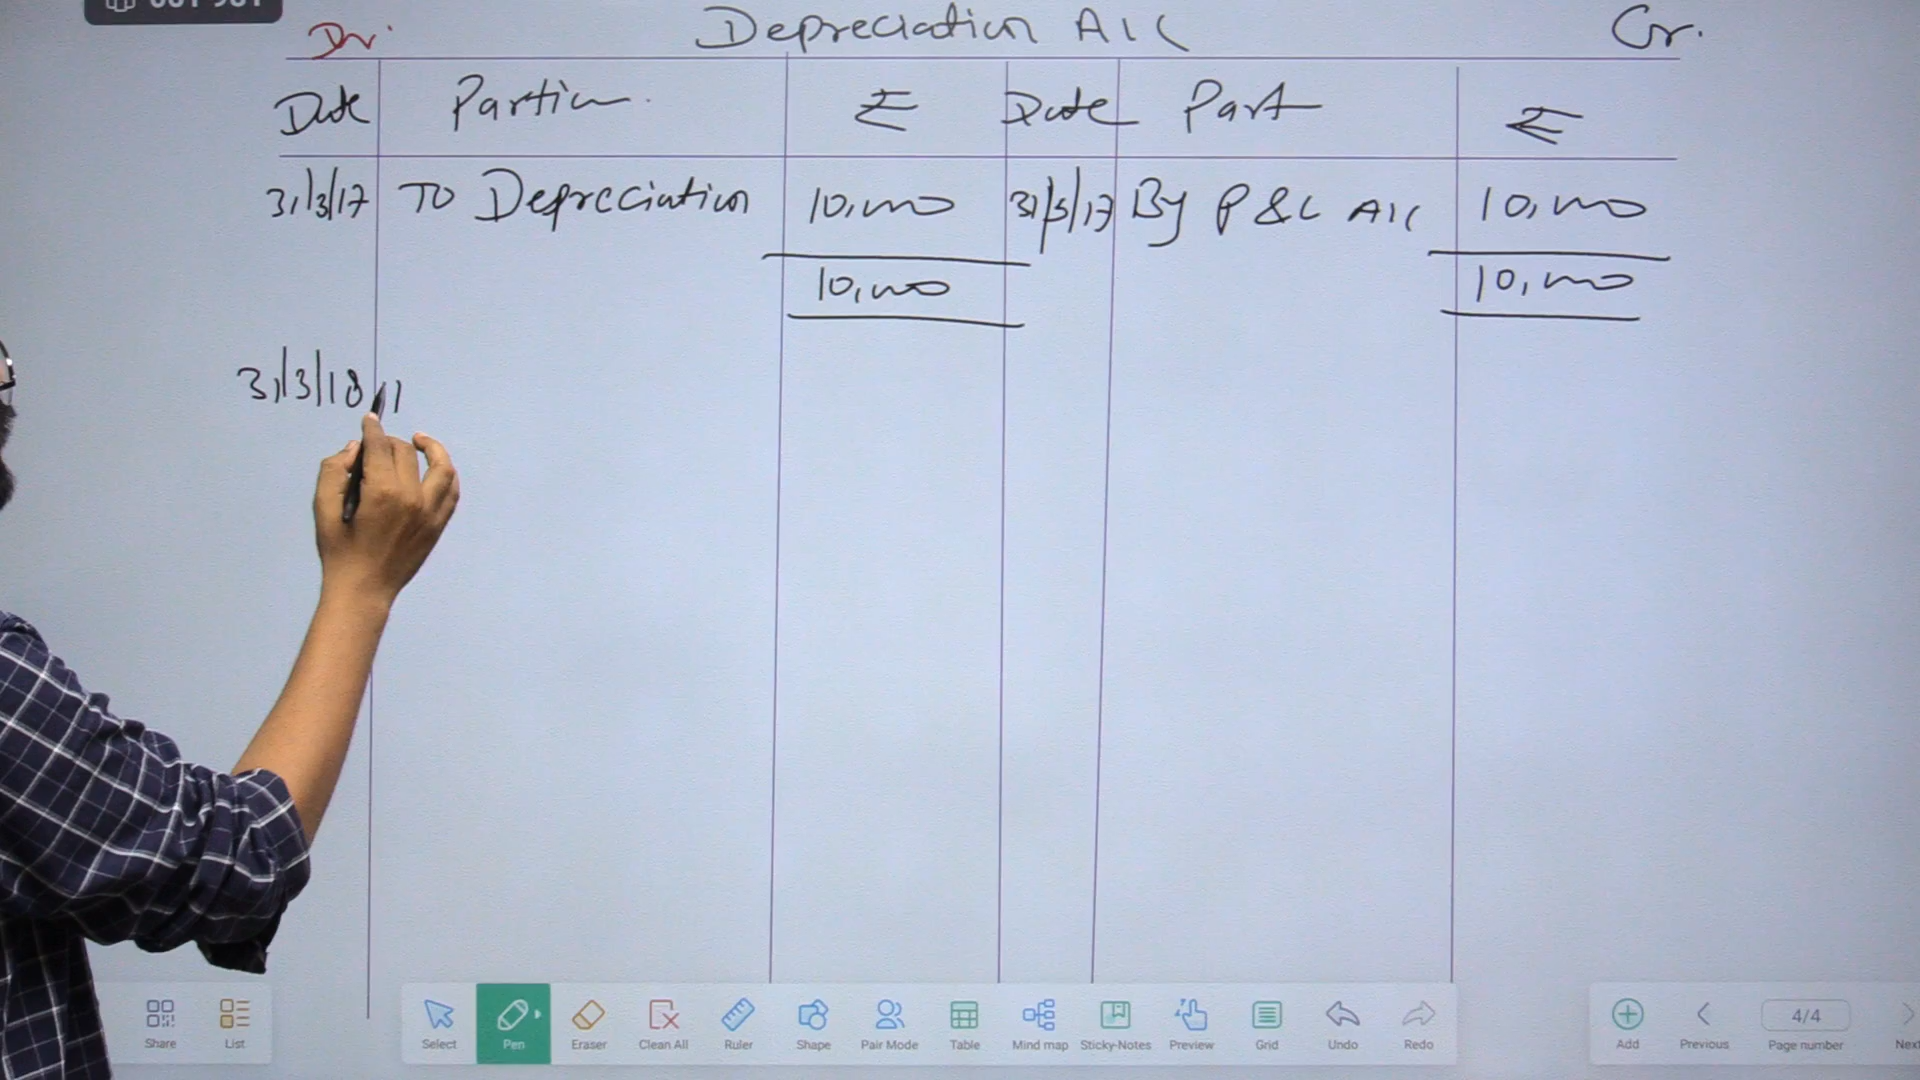 Dr. Depreciation A/C Cr.
Date Particu. ₹ Date Part ₹
31/3/17 To Depreciation 10,000 31/3/17 By P & L A/C 10,000
10,000 10,000
31/3/18 11
Share List Select Pen Eraser Clean All Ruler Shape Pair Mode Table Mind map Sticky-Notes Preview Grid Undo Redo Add Previous 4/4 Page number Next